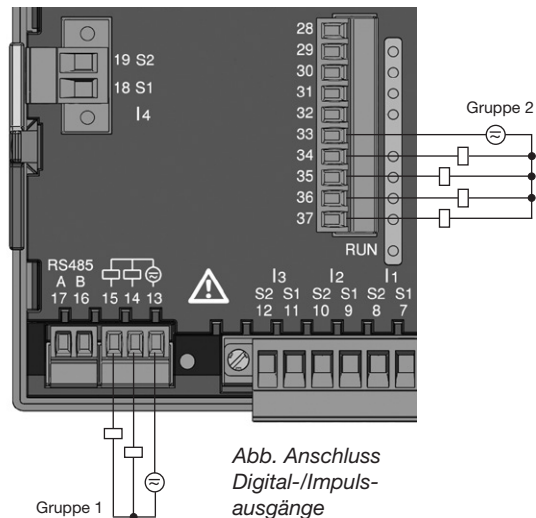 28
29
19 S2
30
18 S1
31
I4
32
Gruppe 2
33
34
35
36
37
RUN
RS485
I3 I2 I1
A B
S2 S1 S2 S1 S2 S1
17 16 15 14 13
12 11 10 9 8 7
Abb. Anschluss
Digital-/Impuls-
ausgänge
Gruppe 1